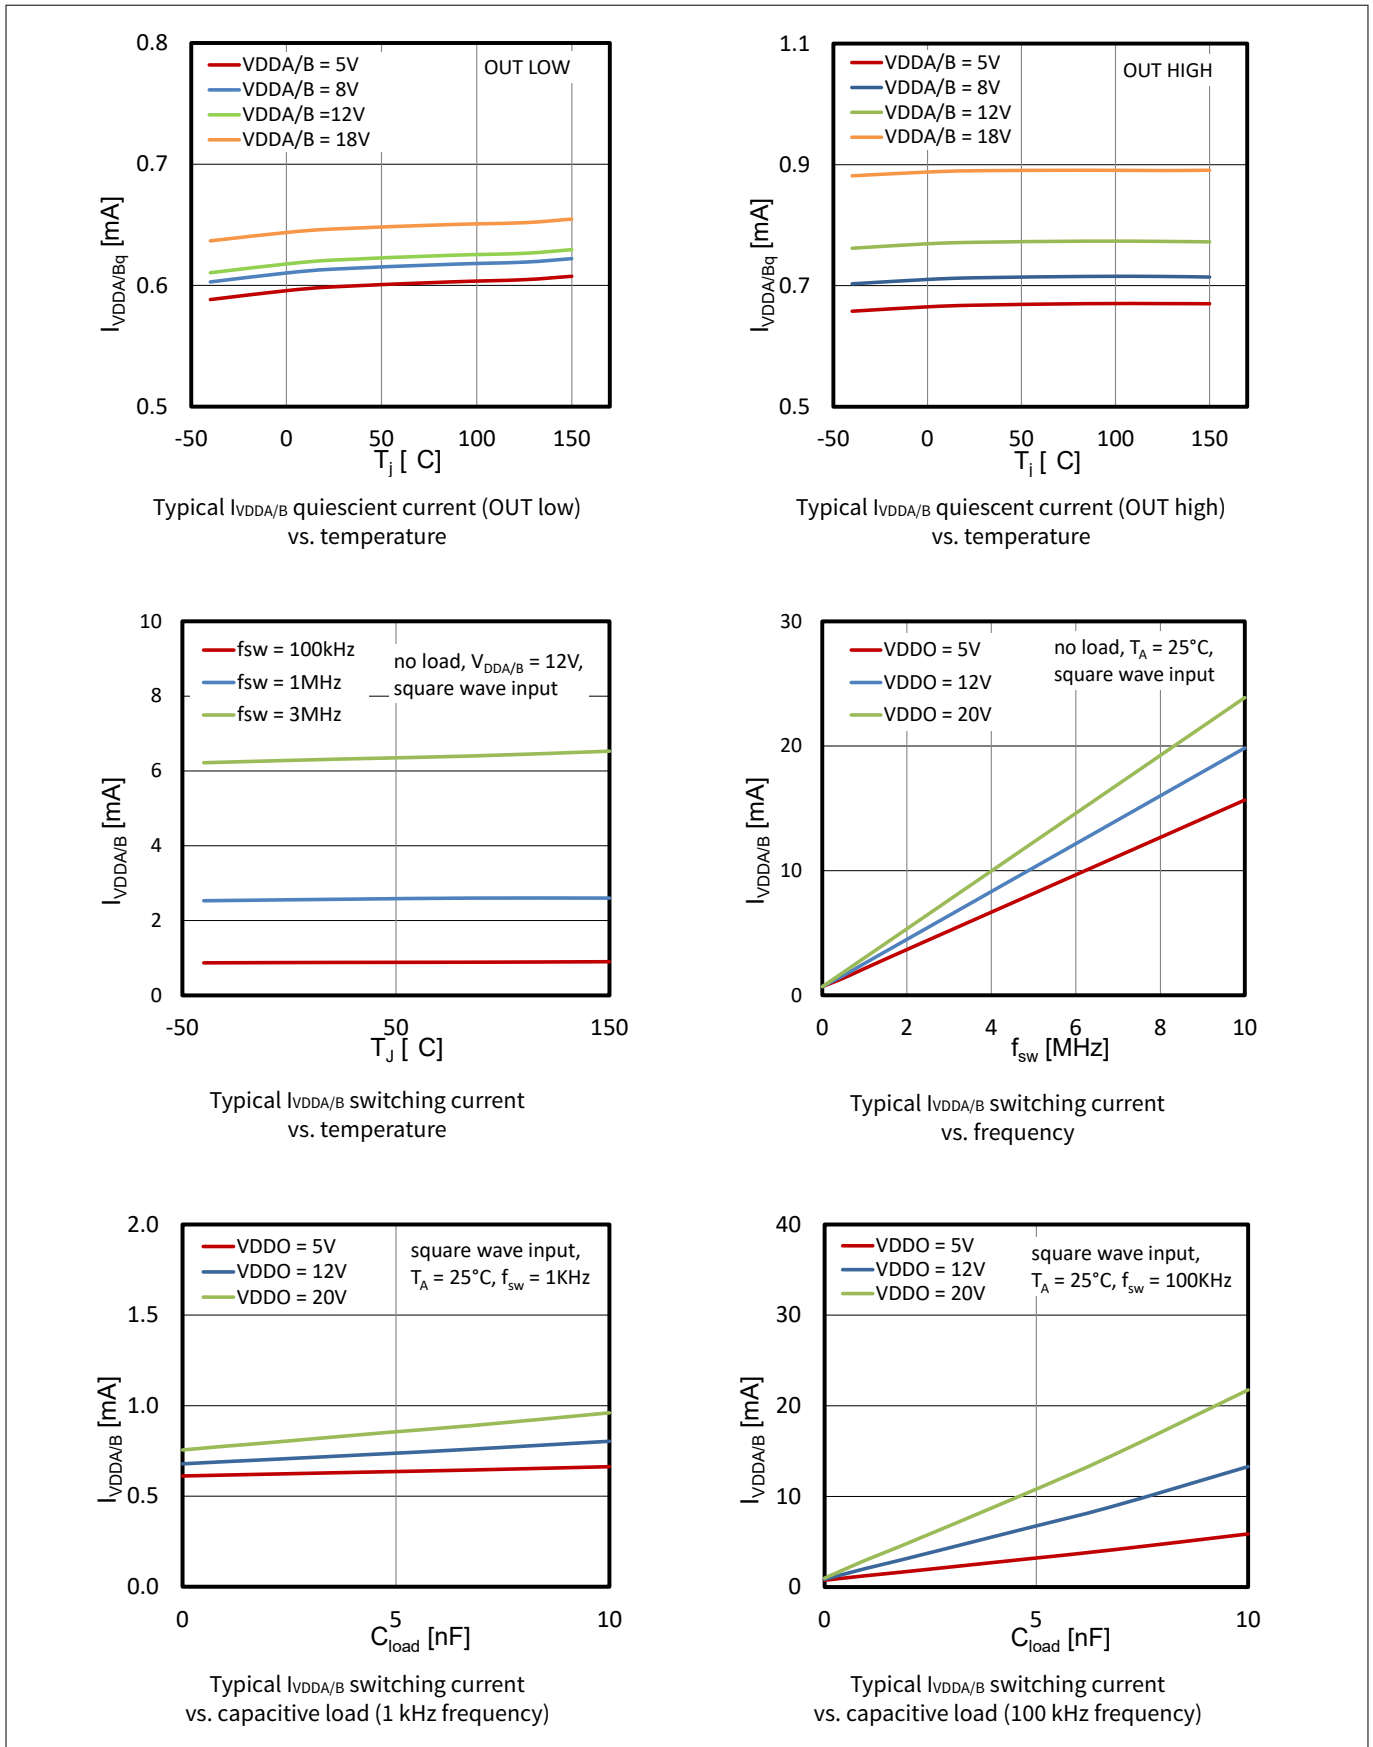 0.8
VDDA/B = 5V
VDDA/B = 8V
VDDA/B =12V
VDDA/B = 18V
OUT LOW
0.7
0.6
0.5
IVDDA/Bq [mA]
-50 0 50 100 150
Tj [ C]
Typical IVDDA/B quiescient current (OUT low)
vs. temperature
1.1
VDDA/B = 5V
VDDA/B = 8V
VDDA/B = 12V
VDDA/B = 18V
OUT HIGH
0.9
0.7
0.5
IVDDA/Bq [mA]
-50 0 50 100 150
Tj [ C]
Typical IVDDA/B quiescent current (OUT high)
vs. temperature
10
fsw = 100kHz
fsw = 1MHz
fsw = 3MHz
no load, VDDA/B = 12V,
square wave input
8
6
4
2
0
IVDDA/B [mA]
-50 50 150
TJ [ C]
Typical IVDDA/B switching current
vs. temperature
30
VDDO = 5V
VDDO = 12V
VDDO = 20V
no load, TA = 25°C,
square wave input
20
10
0
IVDDA/B [mA]
0 2 4 6 8 10
fsw [MHz]
Typical IVDDA/B switching current
vs. frequency
2.0
VDDO = 5V
VDDO = 12V
VDDO = 20V
square wave input,
TA = 25°C, fsw = 1KHz
1.5
1.0
0.5
0.0
IVDDA/B [mA]
0 5 10
Cload [nF]
Typical IVDDA/B switching current
vs. capacitive load (1 kHz frequency)
40
VDDO = 5V
VDDO = 12V
VDDO = 20V
square wave input,
TA = 25°C, fsw = 100KHz
30
20
10
0
IVDDA/B [mA]
0 5 10
Cload [nF]
Typical IVDDA/B switching current
vs. capacitive load (100 kHz frequency)